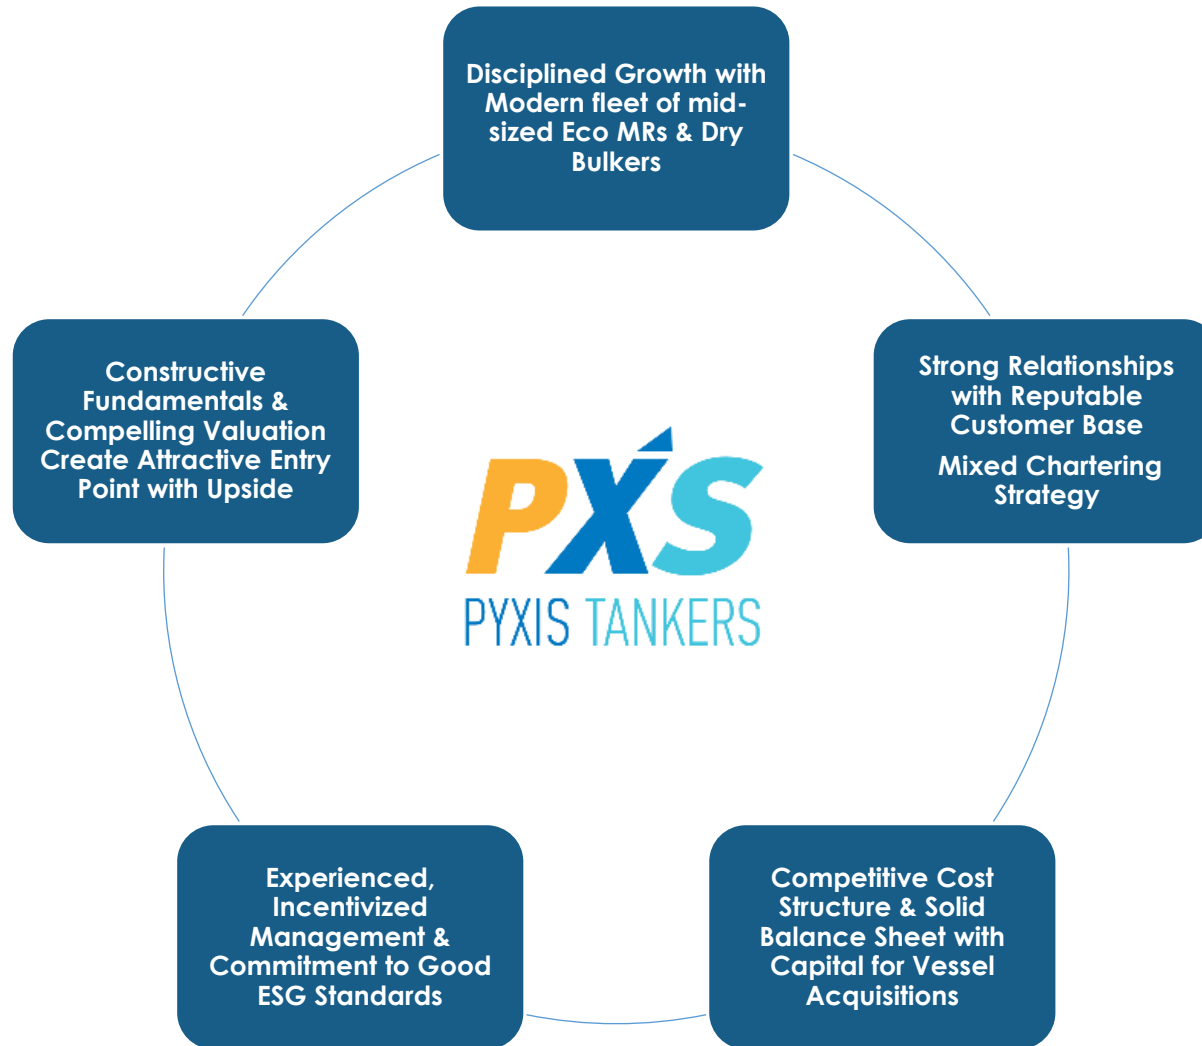 Disciplined Growth with
Modern fleet of mid-
sized Eco MRs & Dry
Bulkers
Strong Relationships
with Reputable
Customer Base
Mixed Chartering
Strategy
Competitive Cost
Structure & Solid
Balance Sheet with
Capital for Vessel
Acquisitions
Experienced,
Incentivized
Management &
Commitment to Good
ESG Standards
Constructive
Fundamentals &
Compelling Valuation
Create Attractive Entry
Point with Upside
PXS
PYXIS TANKERS